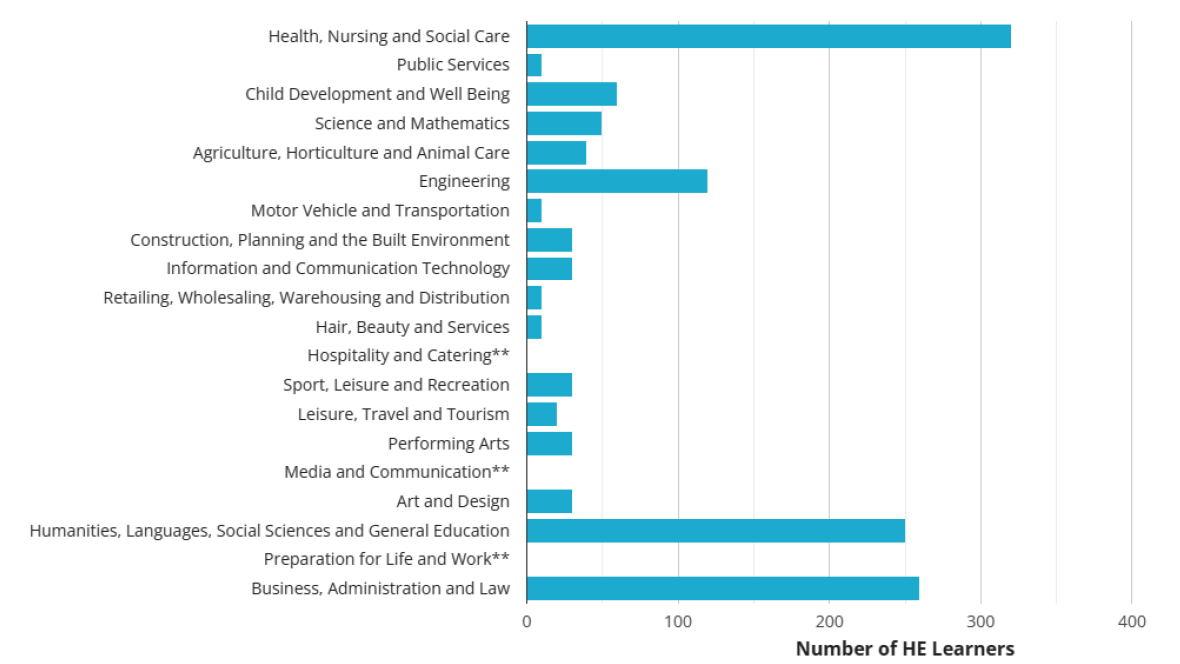 Health, Nursing and Social Care
Public Services
Child Development and Well Being
Science and Mathematics
Agriculture, Horticulture and Animal Care
Engineering
Motor Vehicle and Transportation
Construction, Planning and the Built Environment
Information and Communication Technology
Retailing, Wholesaling, Warehousing and Distribution
Hair, Beauty and Services
Hospitality and Catering**
Sport, Leisure and Recreation
Leisure, Travel and Tourism
Performing Arts
Media and Communication**
Art and Design
Humanities, Languages, Social Sciences and General Education
Preparation for Life and Work**
Business, Administration and Law
0 100 200 300 400
Number of HE Learners